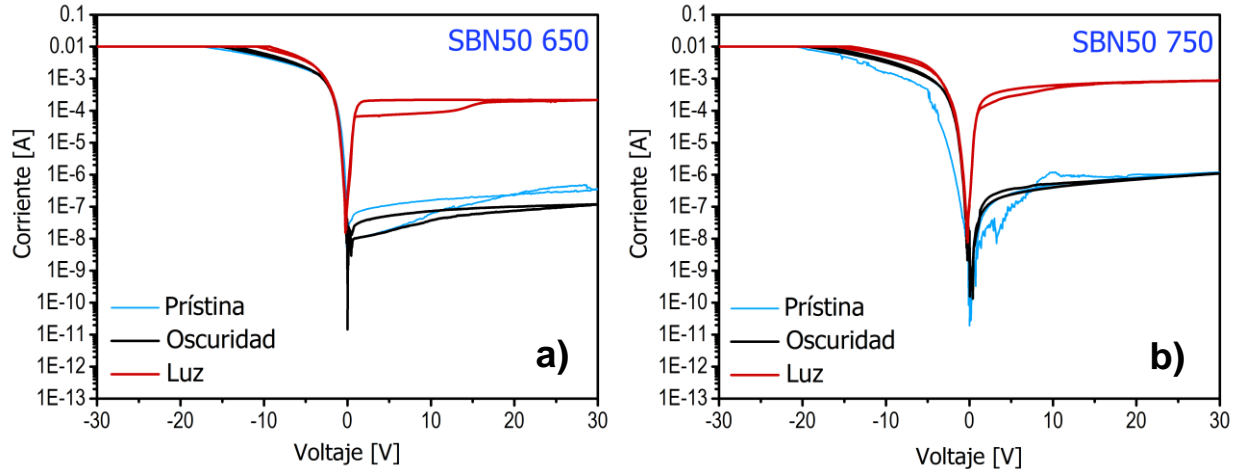 0.1
0.01
1E-3
1E-4
1E-5
1E-6
1E-7
1E-8
1E-9
1E-10
1E-11
1E-12
1E-13
Corriente [A]
SBN50 650
Prístina
Oscuridad
Luz
a)
-30 -20 -10 0 10 20 30
Voltaje [V]
0.1
0.01
1E-3
1E-4
1E-5
1E-6
1E-7
1E-8
1E-9
1E-10
1E-11
1E-12
1E-13
Corriente [A]
SBN50 750
Prístina
Oscuridad
Luz
b)
-30 -20 -10 0 10 20 30
Voltaje [V]